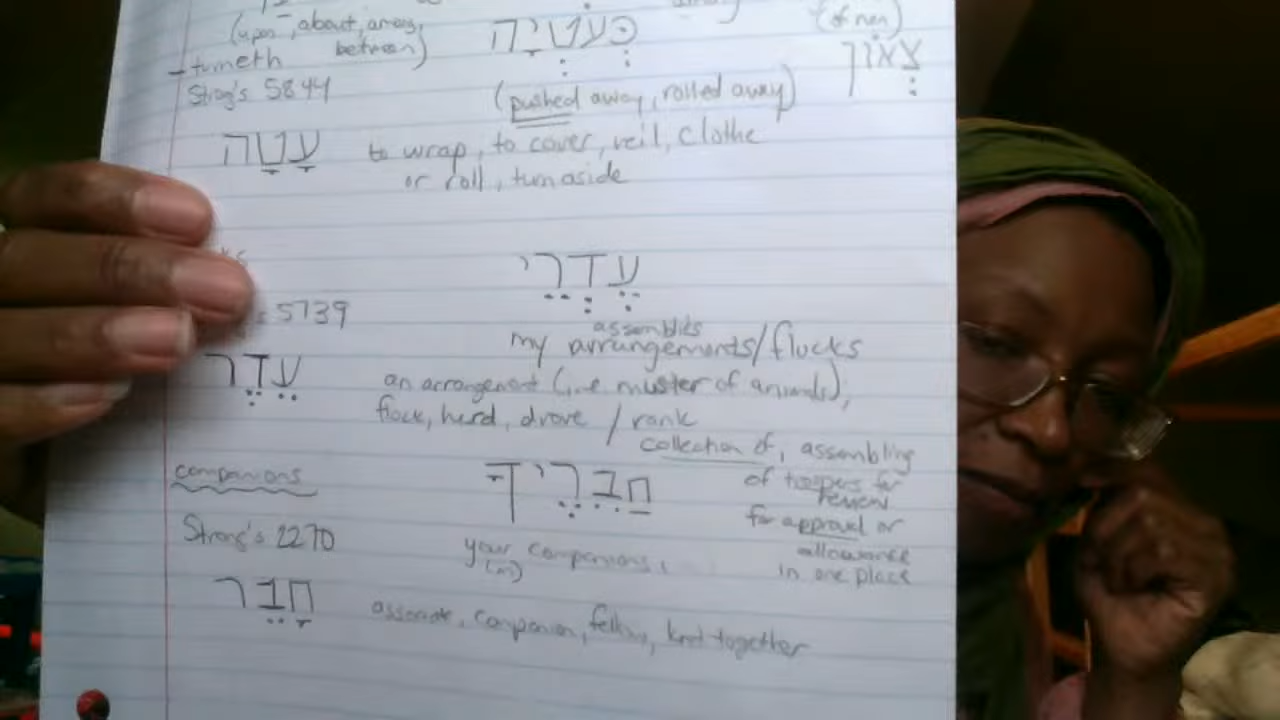 (upon, about, among,
between)
(of men)
turneth
Strong's 5844
כְּעֹטְיָה
צֹאן
(pushed away, rolled away)
עָטָה
to wrap, to cover, veil, clothe
or roll, turn aside
5739
עֶדְרֵי
assemblies
my arrangements/flocks
עֵדֶר
an arrangement (i.e muster of animals),
flock, herd, drove / rank
collection of, assembling
of troopers for
review
for approval or
allowance
in one place
companions
Strong's 2270
חֲבֵרֶיךָ
your companions,
(m)
חָבֵר
associate, companion, fellow, knit together